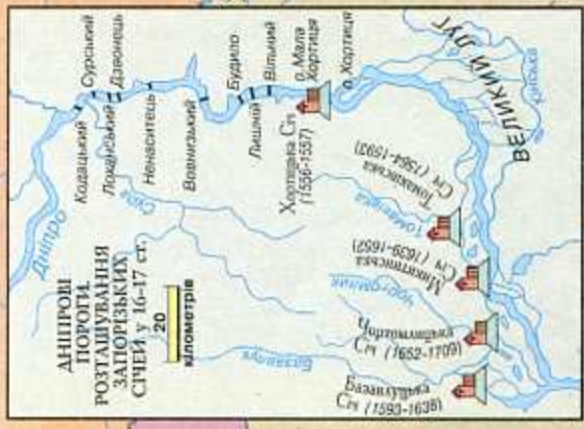 ДНІПРОВІ
ПОРОГИ.
РОЗТАШУВАННЯ
ЗАПОРІЗЬКИХ
СІЧЕЙ у 16-17 ст.
20
кілометрів
Дніпро
Кодацький
Сурський
Лоханський
Дзвонець
Ненаситець
Вовнизький
Будило
Лишній
Вільний
о. Мала
Хортиця
о. Хортиця
Хортицька Січ
(1556-1557)
ВЕЛИКИЙ ЛУГ
Кінська
Томаківська
Січ (1564-1593)
Томаківка
Микитинська
Січ (1639-1652)
Чортомлик
Чортомлицька
Січ (1652-1709)
Базавлук
Базавлуцька
Січ (1593-1638)